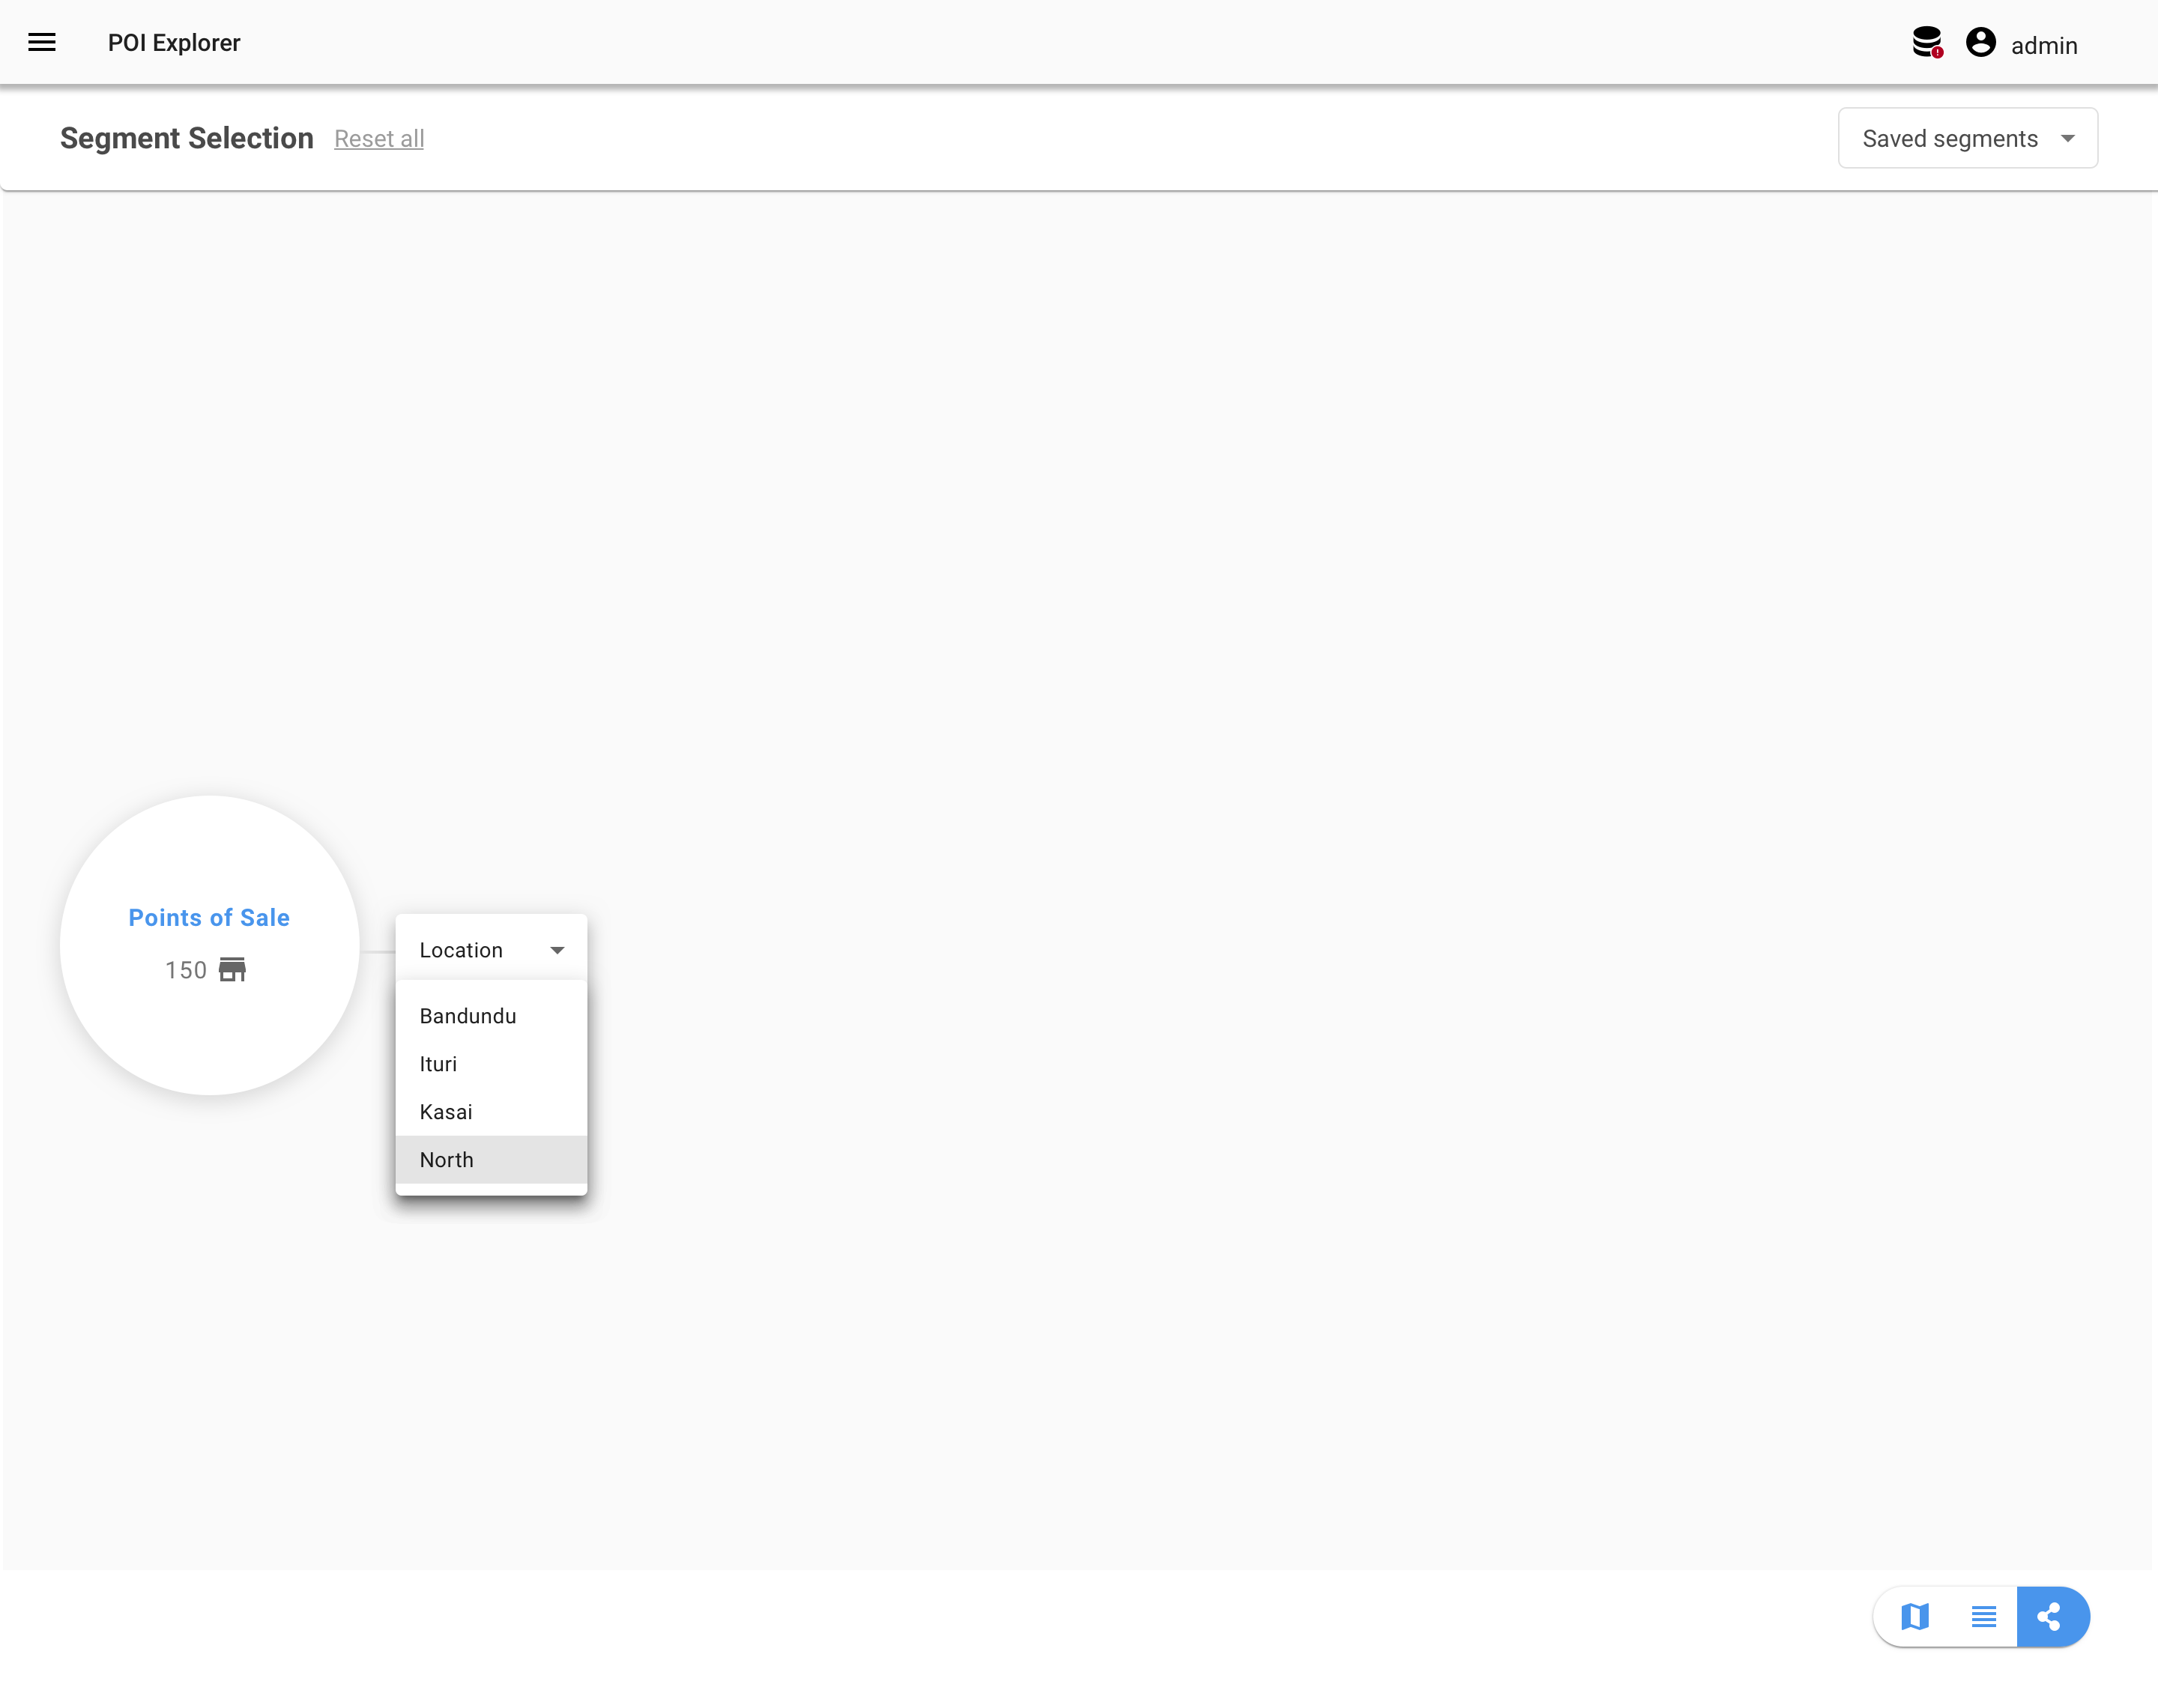 POI Explorer
admin
Segment Selection
Reset all
Saved segments
Points of Sale
150
Location
Bandundu
Ituri
Kasai
North